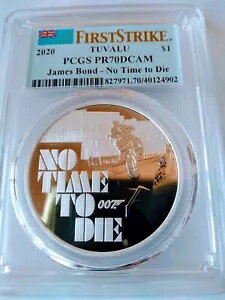 FIRSTSTRIKE®
2020 TUVALU $1
PCGS PR70DCAM
James Bond - No Time to Die
827971.70/40124902
NO
TIME
TO 007
DIE